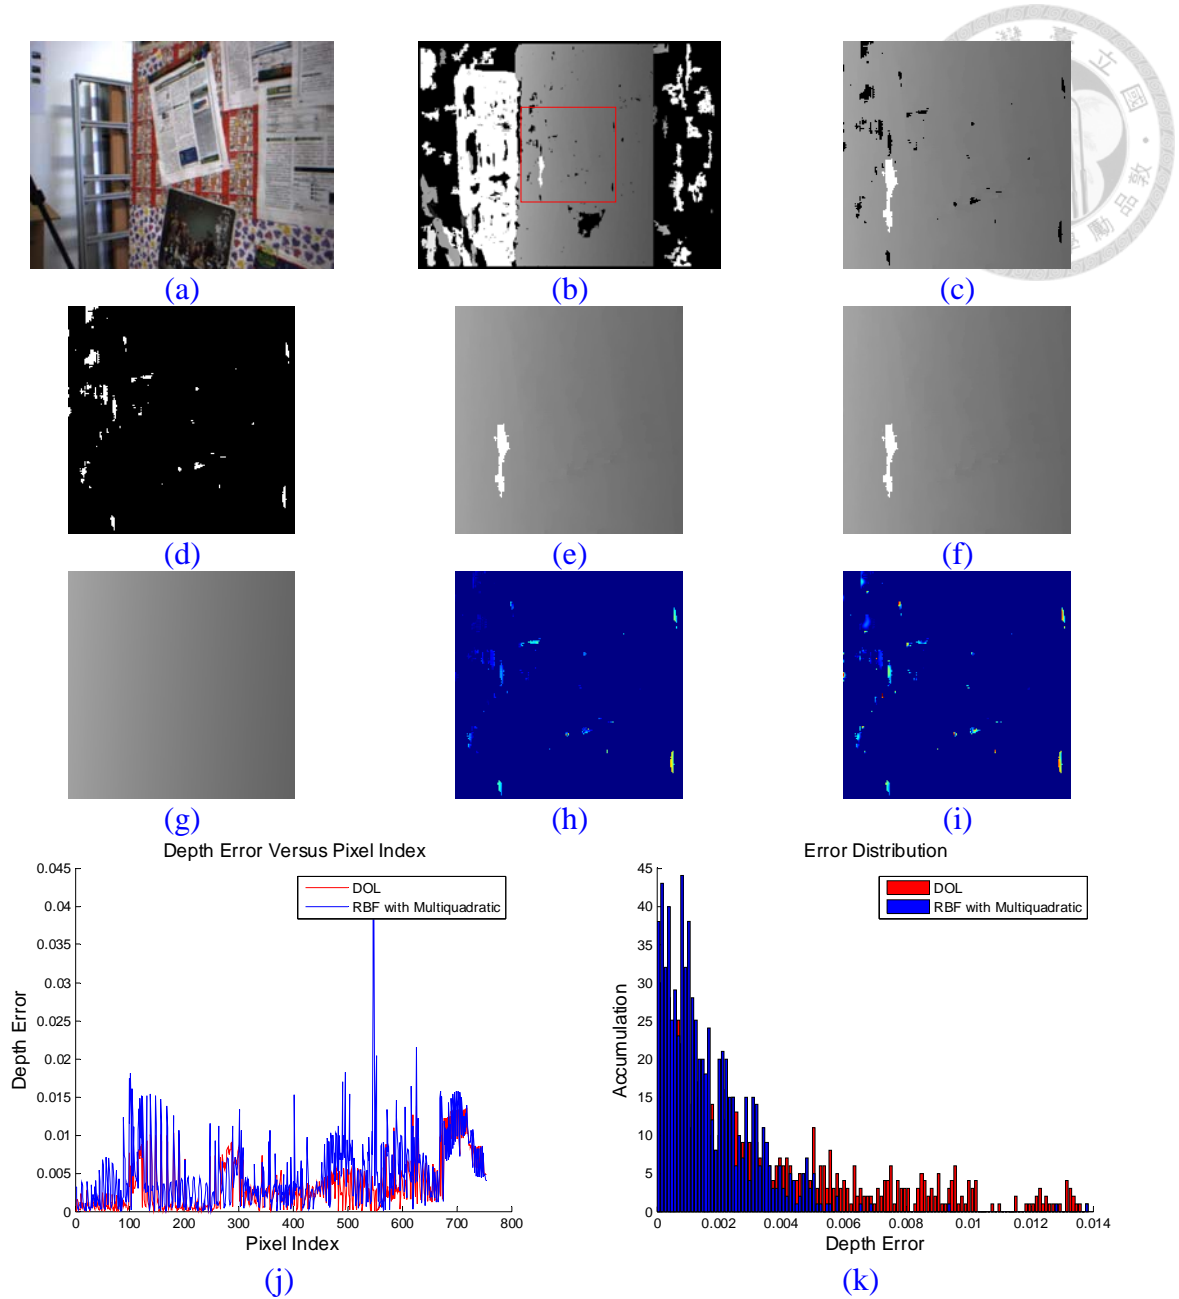 (a)
(b)
(c)
(d)
(e)
(f)
(g)
(h)
(i)
Depth Error Versus Pixel Index
0.045
0.04
0.035
0.03
0.025
0.02
0.015
0.01
0.005
0
Depth Error
DOL
RBF with Multiquadratic
0 100 200 300 400 500 600 700 800
Pixel Index
(j)
Error Distribution
45
40
35
30
25
20
15
10
5
0
Accumulation
DOL
RBF with Multiquadratic
0 0.002 0.004 0.006 0.008 0.01 0.012 0.014
Depth Error
(k)